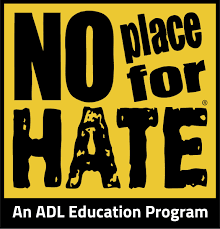 NO place
for
HATE®
An ADL Education Program